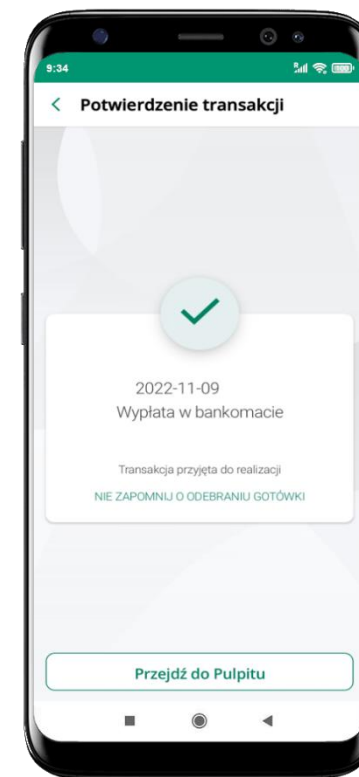 9:34
Potwierdzenie transakcji
2022-11-09
Wypłata w bankomacie
Transakcja przyjęta do realizacji
NIE ZAPOMNIJ O ODEBRANIU GOTÓWKI
Przejdź do Pulpitu